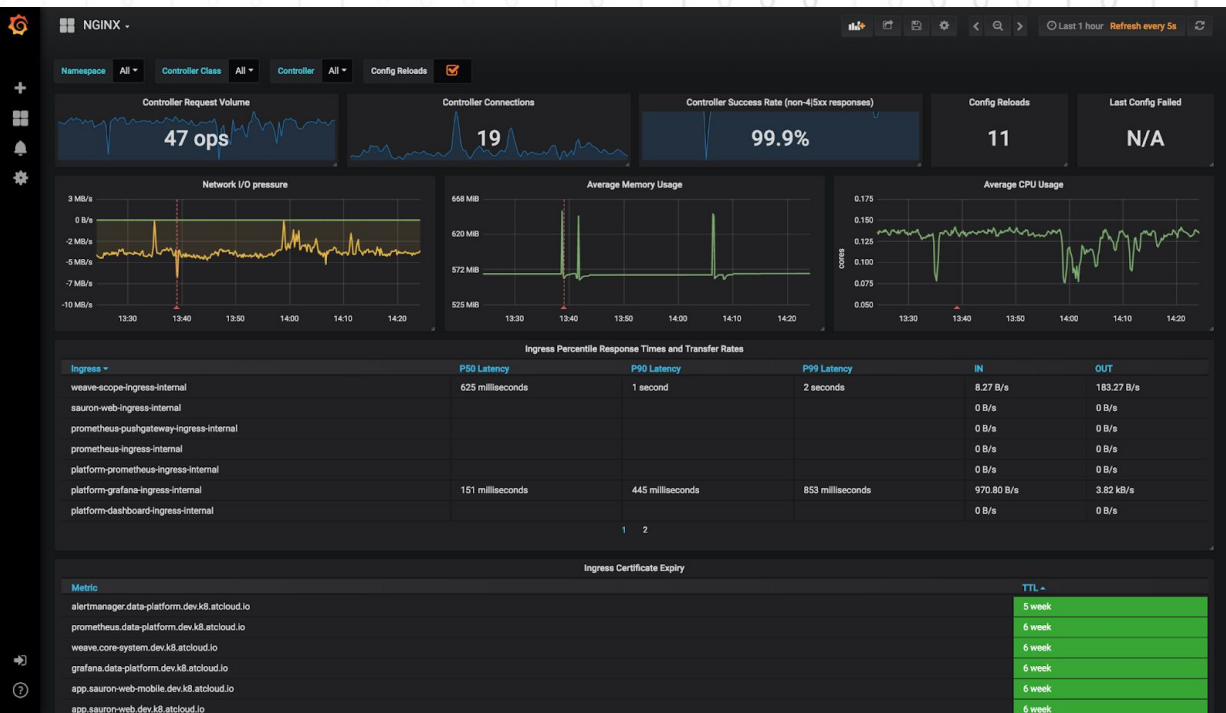 NGINX
Last 1 hour Refresh every 5s
Namespace All Controller Class All Controller All Config Reloads
Controller Request Volume Controller Connections Controller Success Rate (non-4|5xx responses) Config Reloads Last Config Failed
47 ops 19 99.9% 11 N/A
Network I/O pressure Average Memory Usage Average CPU Usage
3 MB/s 668 MiB 0.175
0 B/s 0.150
-2 MB/s 620 MiB 0.125
-5 MB/s cores 0.100
-7 MB/s 572 MiB 0.075
-10 MB/s 525 MiB 0.050
13:30 13:40 13:50 14:00 14:10 14:20 13:30 13:40 13:50 14:00 14:10 14:20 13:30 13:40 13:50 14:00 14:10 14:20
Ingress Percentile Response Times and Transfer Rates
Ingress P50 Latency P90 Latency P99 Latency IN OUT
weave-scope-ingress-internal 625 milliseconds 1 second 2 seconds 8.27 B/s 183.27 B/s
sauron-web-ingress-internal 0 B/s 0 B/s
prometheus-pushgateway-ingress-internal 0 B/s 0 B/s
prometheus-ingress-internal 0 B/s 0 B/s
platform-prometheus-ingress-internal 0 B/s 0 B/s
platform-grafana-ingress-internal 151 milliseconds 445 milliseconds 853 milliseconds 970.80 B/s 3.82 kB/s
platform-dashboard-ingress-internal 0 B/s 0 B/s
1 2
Ingress Certificate Expiry
Metric TTL
alertmanager.data-platform.dev.k8.atcloud.io 5 week
prometheus.data-platform.dev.k8.atcloud.io 6 week
weave.core-system.dev.k8.atcloud.io 6 week
grafana.data-platform.dev.k8.atcloud.io 6 week
app.sauron-web-mobile.dev.k8.atcloud.io 6 week
app.sauron-web.dev.k8.atcloud.io 6 week